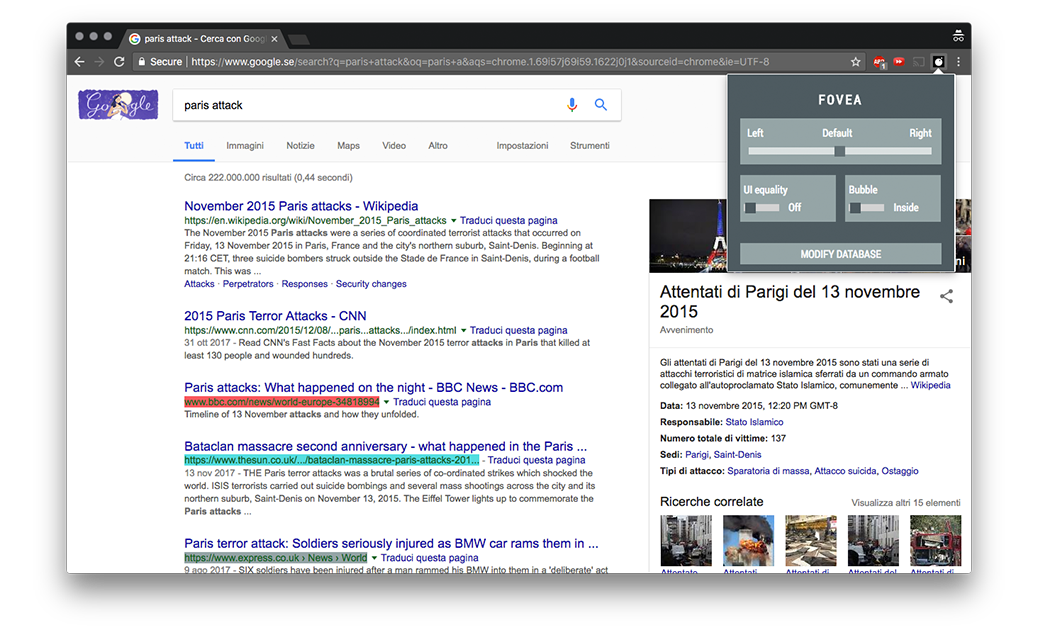 paris attack - Cerca con Goog
Secure | https://www.google.se/search?q=paris+attack&oq=paris+a&aqs=chrome.1.69i57j69i59.1622j0j1&sourceid=chrome&ie=UTF-8
Google
paris attack
Tutti Immagini Notizie Maps Video Altro Impostazioni Strumenti
Circa 222.000.000 risultati (0,44 secondi)
November 2015 Paris attacks - Wikipedia
https://en.wikipedia.org/wiki/November_2015_Paris_attacks ▼ Traduci questa pagina
The November 2015 Paris attacks were a series of coordinated terrorist attacks that occurred on
Friday, 13 November 2015 in Paris, France and the city's northern suburb, Saint-Denis. Beginning at
21:16 CET, three suicide bombers struck outside the Stade de France in Saint-Denis, during a football
match. This was ...
Attacks · Perpetrators · Responses · Security changes
2015 Paris Terror Attacks - CNN
https://www.cnn.com/2015/12/08/...paris...attacks.../index.html ▼ Traduci questa pagina
31 ott 2017 - Read CNN's Fast Facts about the November 2015 terror attacks in Paris that killed at
least 130 people and wounded hundreds.
Paris attacks: What happened on the night - BBC News - BBC.com
www.bbc.com/news/world-europe-34818994 ▼ Traduci questa pagina
Timeline of 13 November attacks and how they unfolded.
Bataclan massacre second anniversary - what happened in the Paris ...
https://www.thesun.co.uk/.../bataclan-massacre-paris-attacks-201... - Traduci questa pagina
13 nov 2017 - THE Paris terror attacks was a brutal series of co-ordinated strikes which shocked the
world. ISIS terrorists carried out suicide bombings and several mass shootings across the city and its
northern suburb, Saint-Denis on November 13, 2015. The Eiffel Tower lights up to commemorate the
Paris attacks ...
Paris terror attack: Soldiers seriously injured as BMW car rams them in ...
https://www.express.co.uk › News › World ▼ Traduci questa pagina
9 ago 2017 - SIX soldiers have been injured after a man rammed his BMW into them in a 'deliberate' act
FOVEA
Left Default Right
UI equality Bubble
Off Inside
MODIFY DATABASE
ni
Attentati di Parigi del 13 novembre
2015
Avvenimento
Gli attentati di Parigi del 13 novembre 2015 sono stati una serie di
attacchi terroristici di matrice islamica sferrati da un commando armato
collegato all'autoproclamato Stato Islamico, comunemente ... Wikipedia
Data: 13 novembre 2015, 12:20 PM GMT-8
Responsabile: Stato Islamico
Numero totale di vittime: 137
Sedi: Parigi, Saint-Denis
Tipi di attacco: Sparatoria di massa, Attacco suicida, Ostaggio
Ricerche correlate Visualizza altri 15 elementi
Attentato Attentati Attentati di Attentati del Attentati di